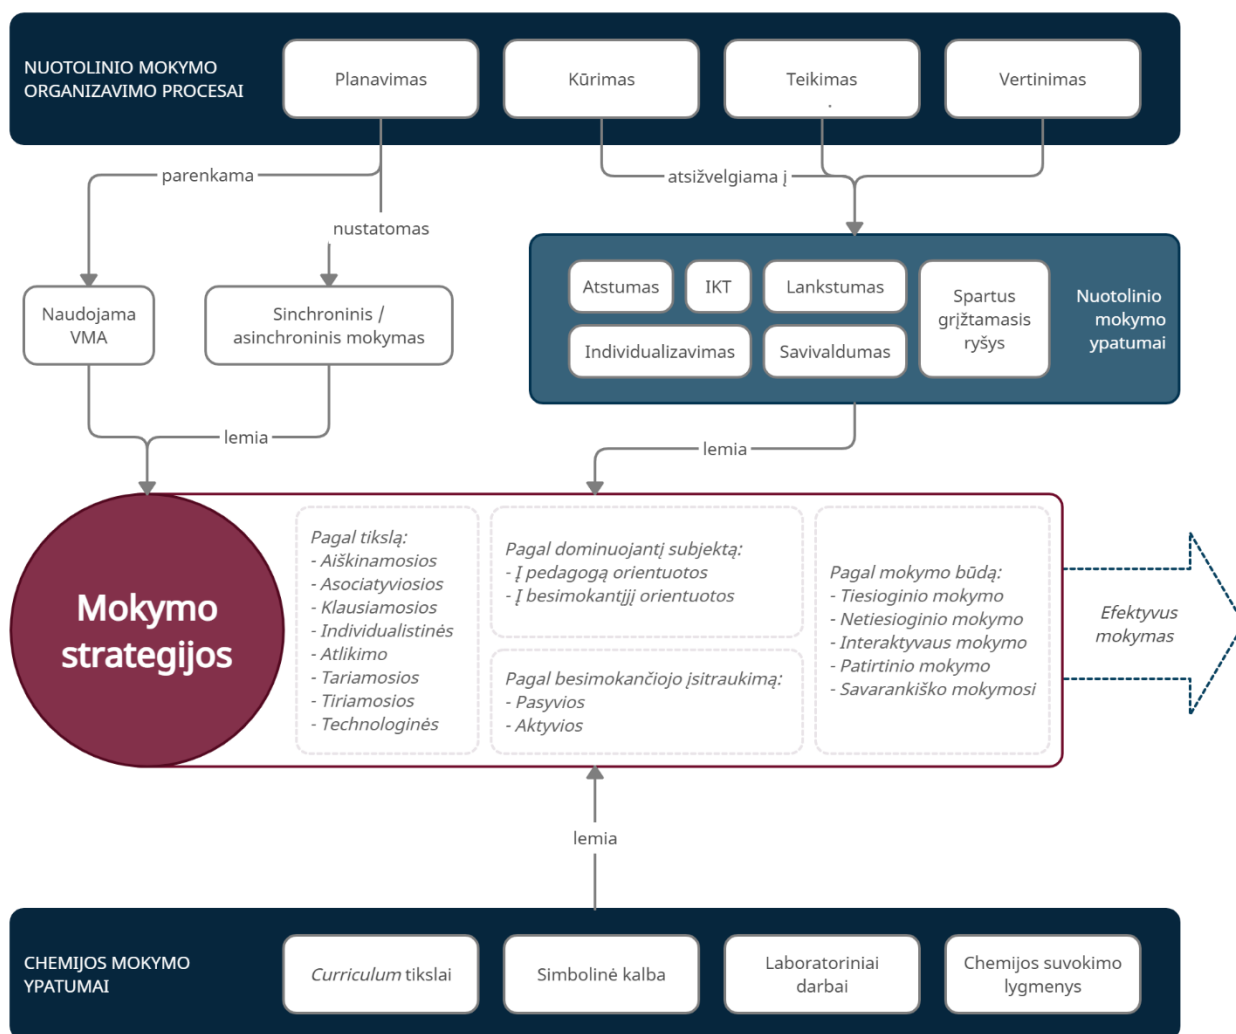 NUOTOLINIO MOKYMO
ORGANIZAVIMO PROCESAI
Planavimas
Kūrimas
Teikimas
.
Vertinimas
parenkama
atsižvelgiama į
nustatomas
Naudojama
VMA
Sinchroninis /
asinchroninis mokymas
Atstumas
IKT
Lankstumas
Individualizavimas
Savivaldumas
Spartus
grįžtamasis
ryšys
Nuotolinio
mokymo
ypatumai
lemia
lemia
Mokymo
strategijos
Pagal tikslą:
- Aiškinamosios
- Asociatyviosios
- Klausiamosios
- Individualistinės
- Atlikimo
- Tariamosios
- Tiriamosios
- Technologinės
Pagal dominuojantį subjektą:
- Į pedagogą orientuotos
- Į besimokantįjį orientuotos
Pagal besimokančiojo įsitraukimą:
- Pasyvios
- Aktyvios
Pagal mokymo būdą:
- Tiesioginio mokymo
- Netiesioginio mokymo
- Interaktyvaus mokymo
- Patirtinio mokymo
- Savarankiško mokymosi
Efektyvus
mokymas
lemia
CHEMIJOS MOKYMO
YPATUMAI
Curriculum tikslai
Simbolinė kalba
Laboratoriniai
darbai
Chemijos suvokimo
lygmenys